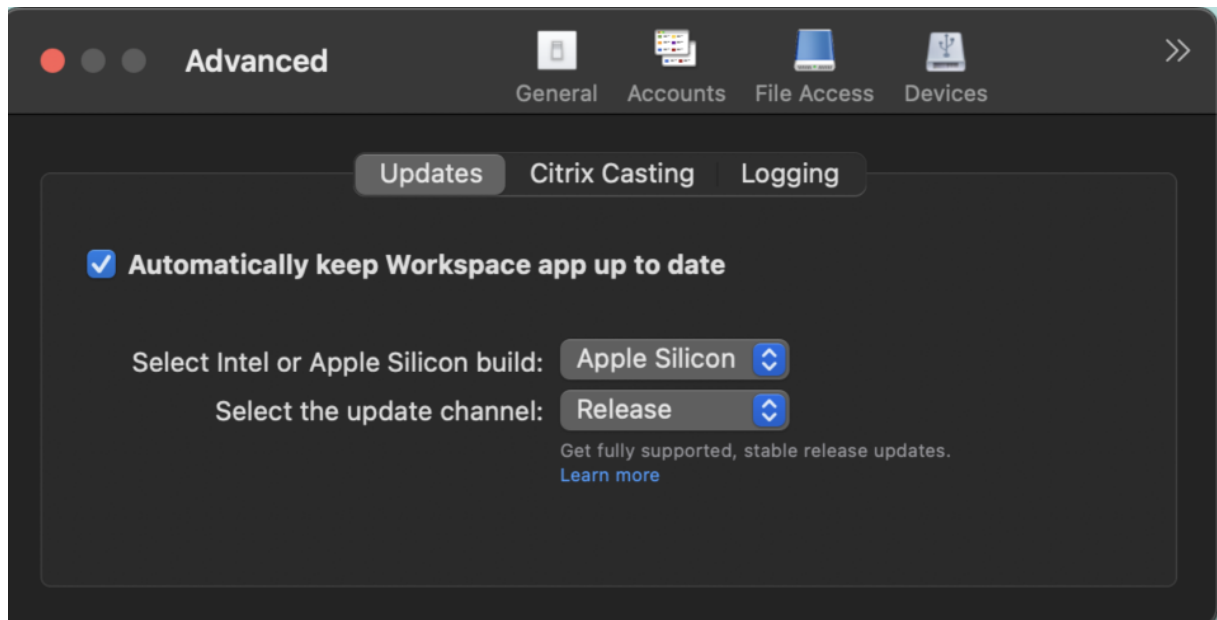 Advanced
General Accounts File Access Devices
Updates Citrix Casting Logging
Automatically keep Workspace app up to date
Select Intel or Apple Silicon build: Apple Silicon
Select the update channel: Release
Get fully supported, stable release updates.
Learn more